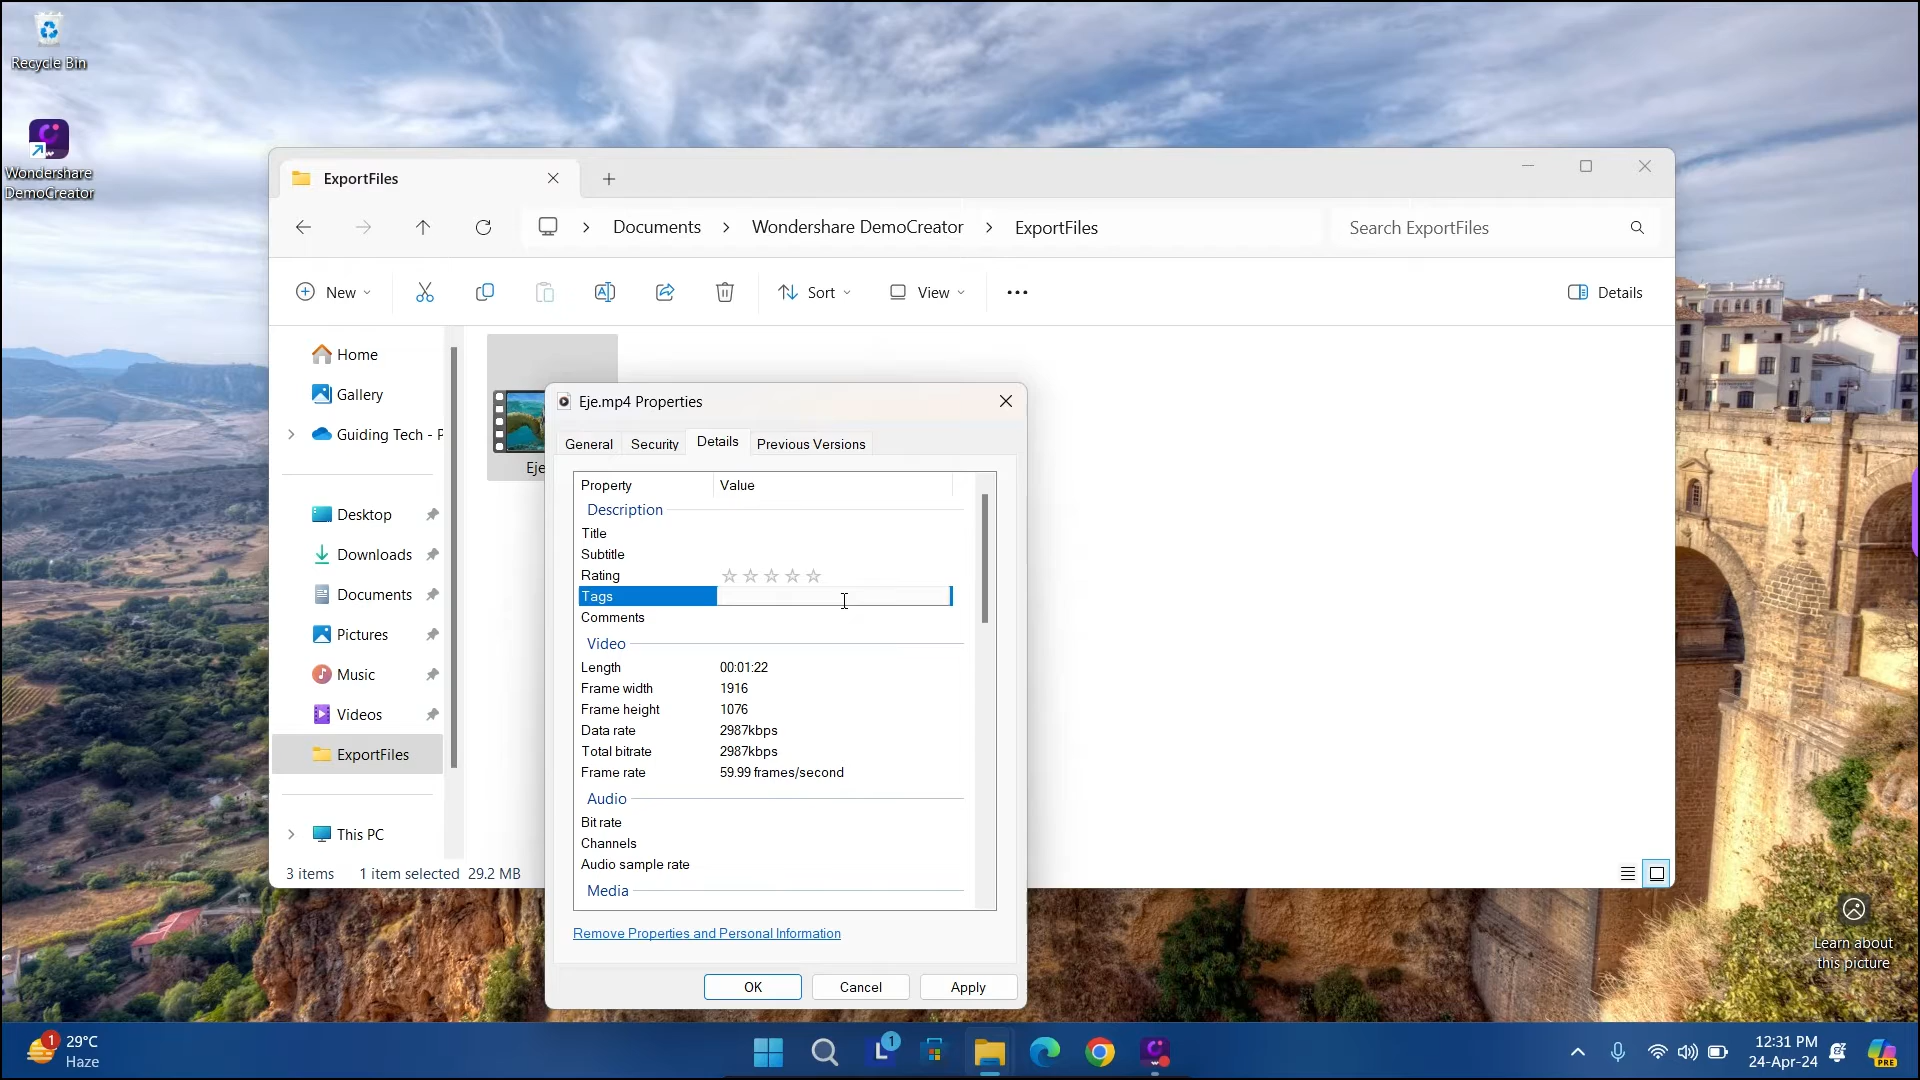 Recycle Bin
Wondershare
DemoCreator
ExportFiles
Documents
Wondershare DemoCreator
ExportFiles
Search ExportFiles
New
Sort
View
Details
Home
Gallery
Guiding Tech - P
Desktop
Downloads
Documents
Pictures
Music
Videos
ExportFiles
This PC
3 items
1 item selected 29.2 MB
Eje
Eje.mp4 Properties
General
Security
Details
Previous Versions
Property Value
Description
Title
Subtitle
Rating
Tags
Comments
Video
Length 00:01:22
Frame width 1916
Frame height 1076
Data rate 2987kbps
Total bitrate 2987kbps
Frame rate 59.99 frames/second
Audio
Bit rate
Channels
Audio sample rate
Media
Remove Properties and Personal Information
OK
Cancel
Apply
Learn about
this picture
1
29°C
Haze
L
1
PRE
12:31 PM
24-Apr-24